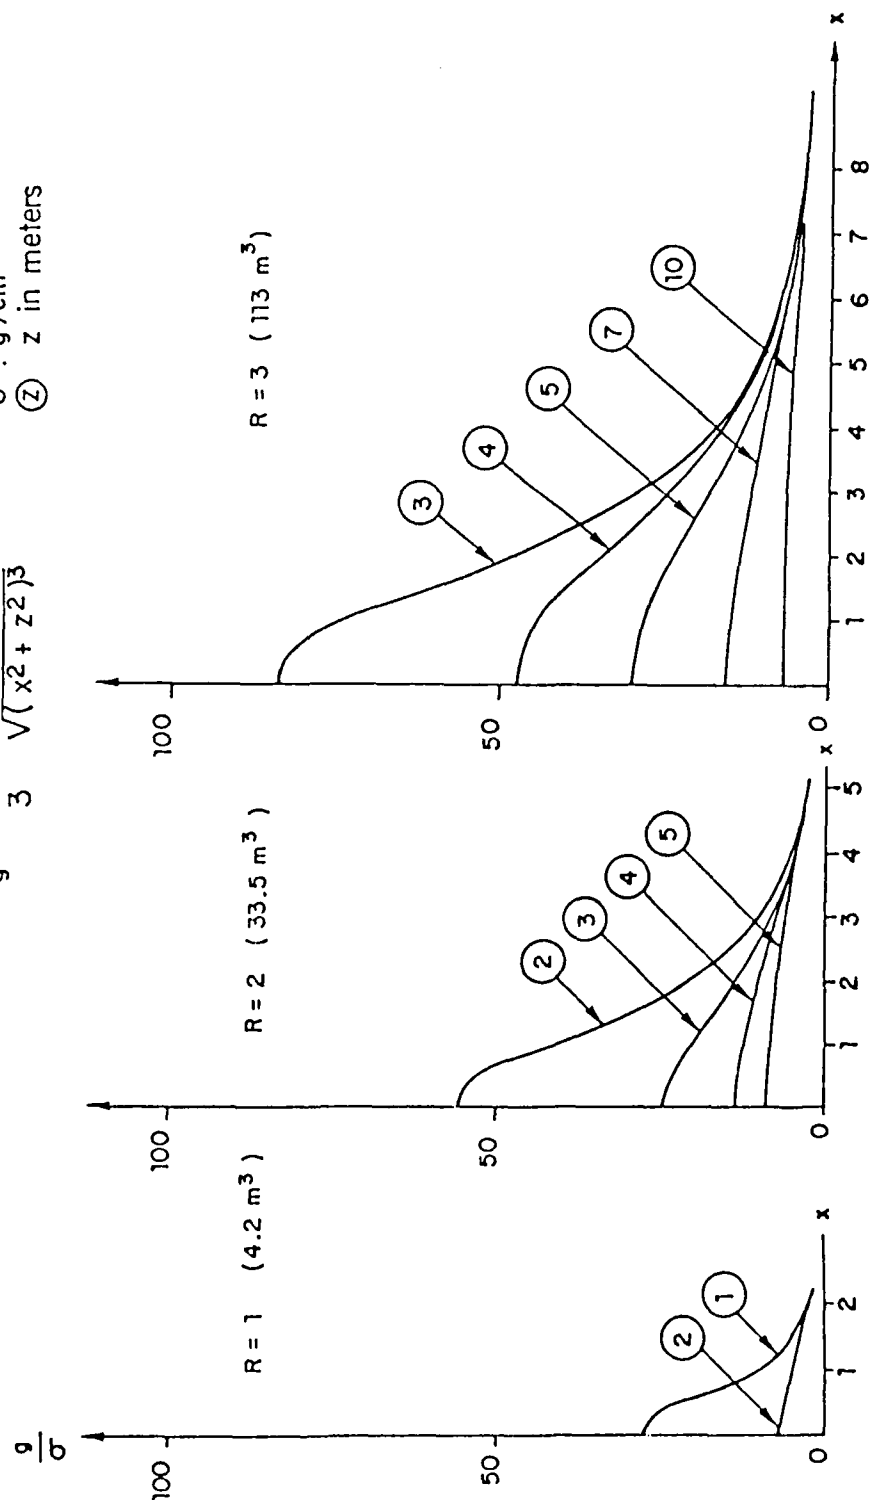 g
3 √(x² + z²)³
g/cm
ⓩ z in meters
g/σ
100
50
0
R = 1 (4.2 m³)
2
1
1 2 x
100
50
0
R = 2 (33.5 m³)
2
3
4
5
1 2 3 4 5 x
100
50
0
R = 3 (113 m³)
3
4
5
7
10
1 2 3 4 5 6 7 8 x